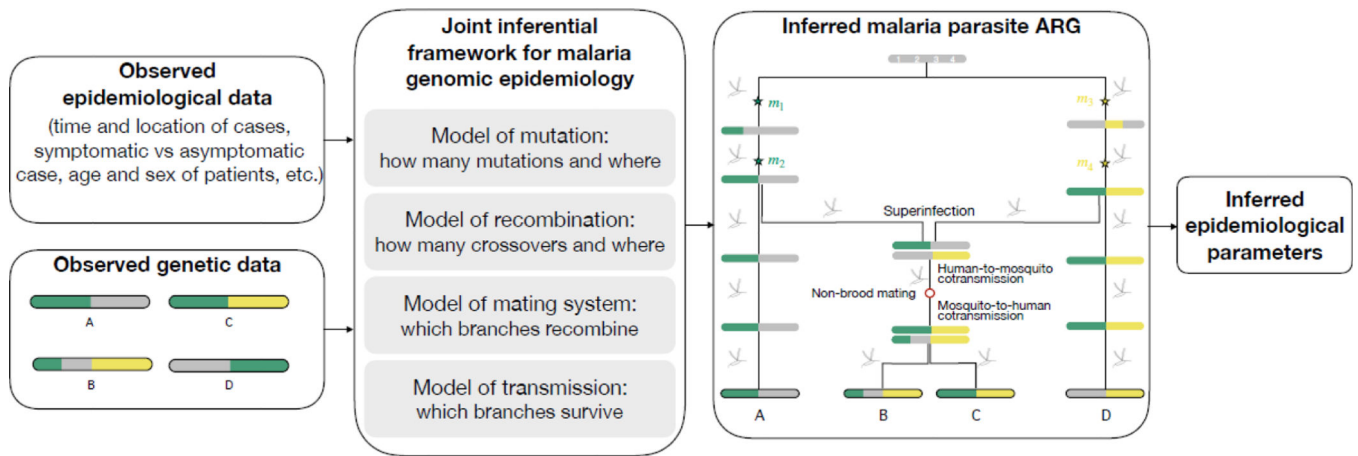 Observed
epidemiological data
(time and location of cases,
symptomatic vs asymptomatic
case, age and sex of patients, etc.)
Observed genetic data
A
C
B
D
Joint inferential
framework for malaria
genomic epidemiology
Model of mutation:
how many mutations and where
Model of recombination:
how many crossovers and where
Model of mating system:
which branches recombine
Model of transmission:
which branches survive
Inferred malaria parasite ARG
1 2 3 4
m1
m3
m2
m4
Superinfection
Human-to-mosquito
cotransmission
Non-brood mating
Mosquito-to-human
cotransmission
A
B
C
D
Inferred
epidemiological
parameters